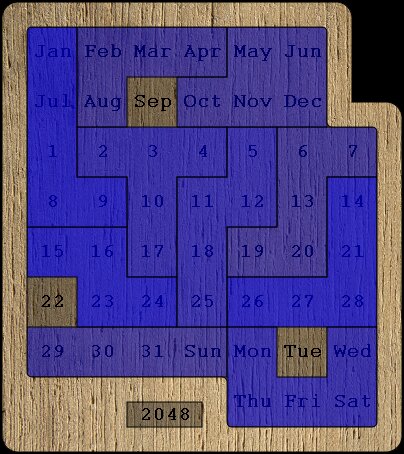 Jan Feb Mar Apr May Jun
Jul Aug Sep Oct Nov Dec
1 2 3 4 5 6 7
8 9 10 11 12 13 14
15 16 17 18 19 20 21
22 23 24 25 26 27 28
29 30 31 Sun Mon Tue Wed
Thu Fri Sat
2048